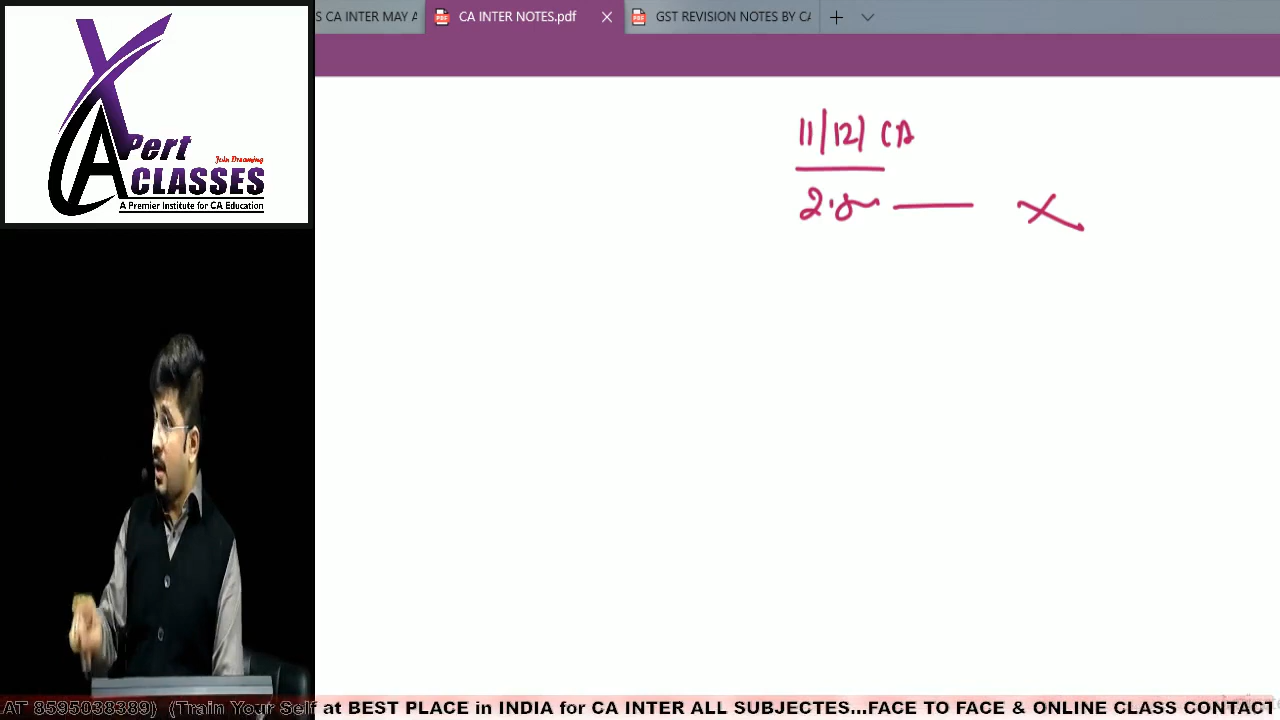 S CA INTER MAY A
CA INTER NOTES.pdf
GST REVISION NOTES BY CA
XPert
Join Dreaming
CA CLASSES
A Premier Institute for CA Education
11/12/ CA
AT 8595038389) (Train Your Self at BEST PLACE in INDIA for CA INTER ALL SUBJECTES...FACE TO FACE & ONLINE CLASS CONTACT